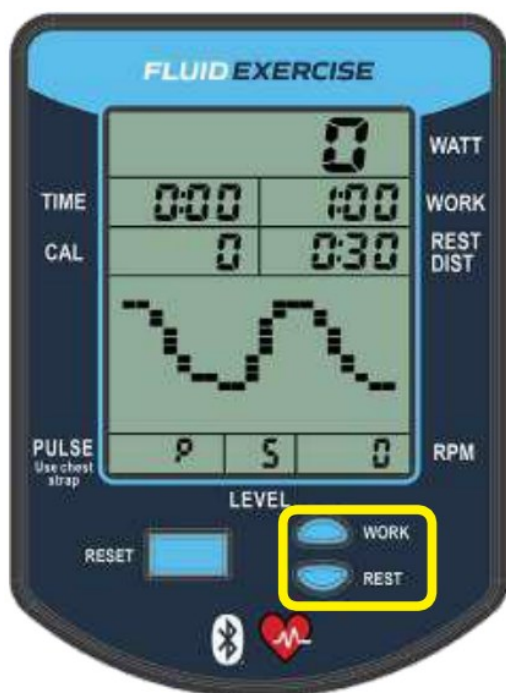 FLUID EXERCISE
0 WATT
TIME 0:00 1:00 WORK
CAL 0 0:30 REST
DIST
PULSE P 5 0 RPM
Use chest
strap
LEVEL
WORK
RESET
REST